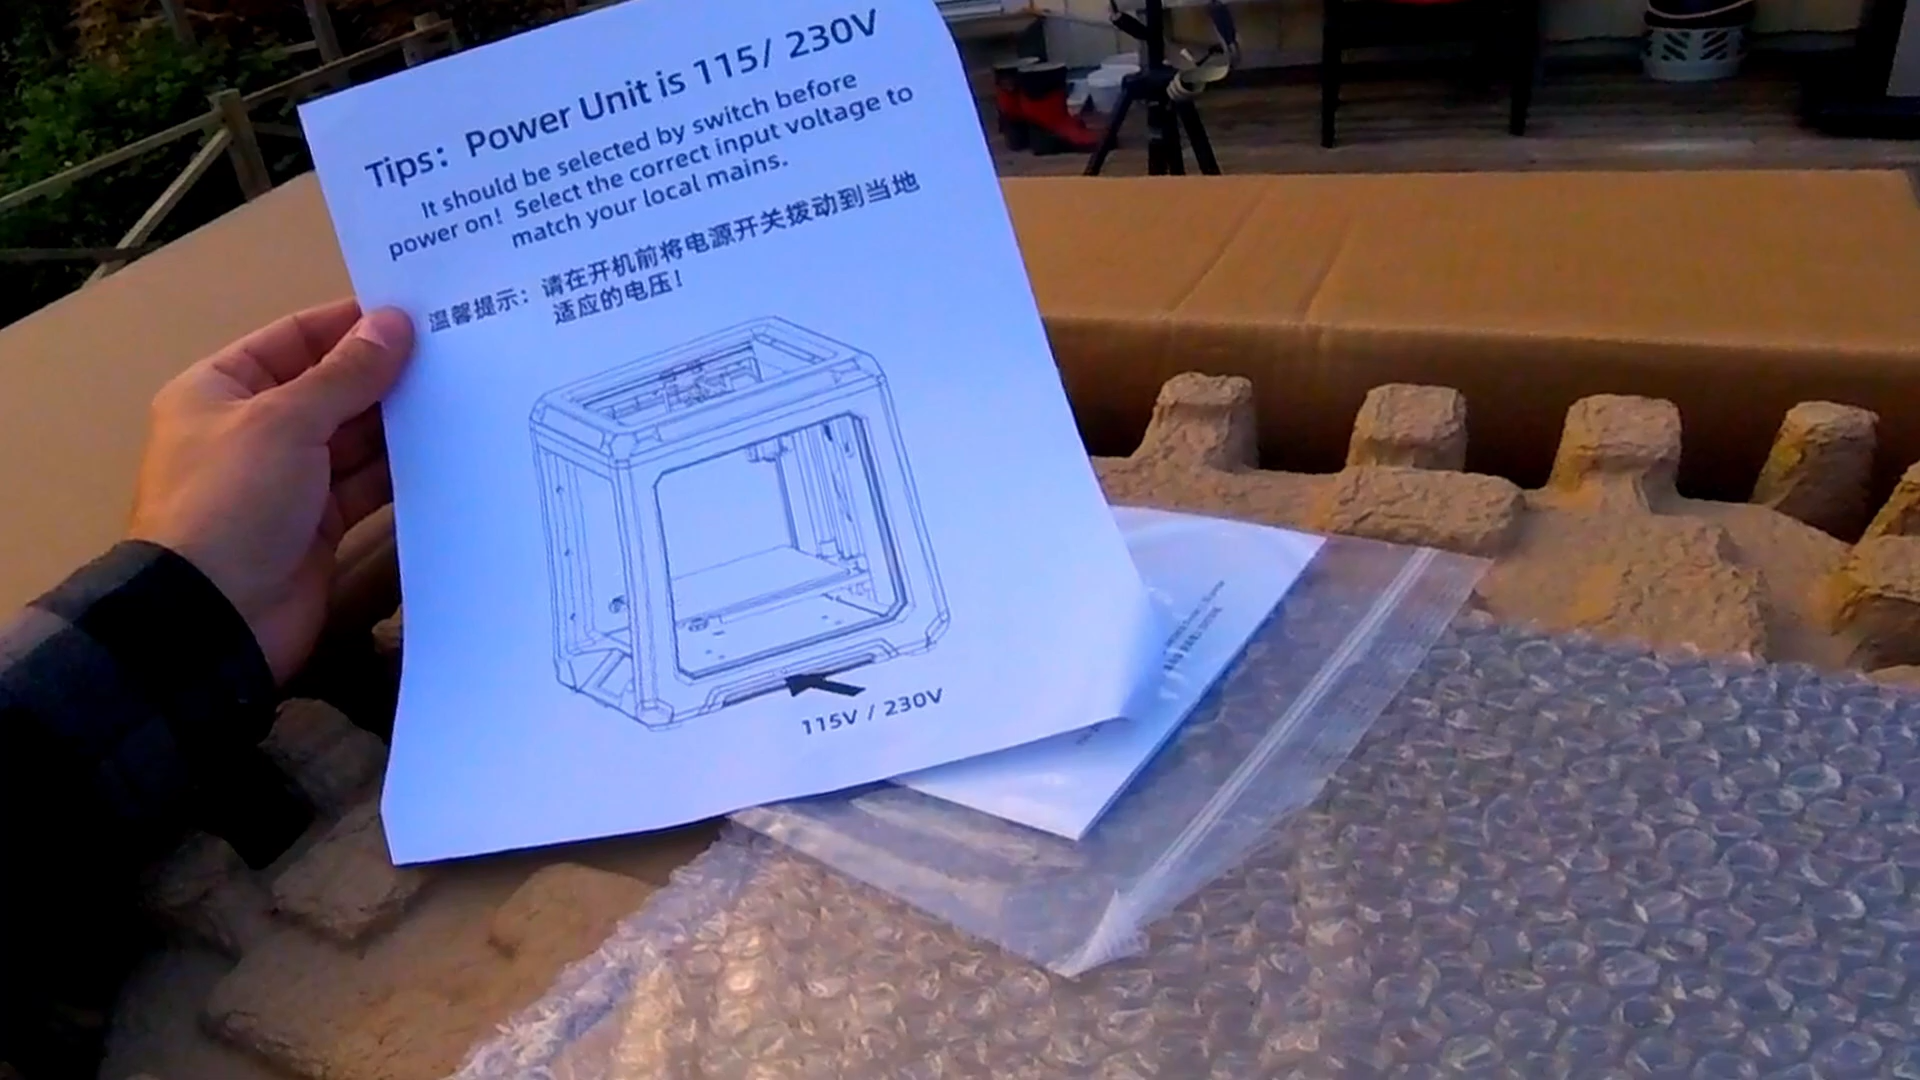 Tips: Power Unit is 115/ 230V
It should be selected by switch before
power on! Select the correct input voltage to
match your local mains.
温馨提示: 请在开机前将电源开关拨动到当地
适应的电压!
115V / 230V